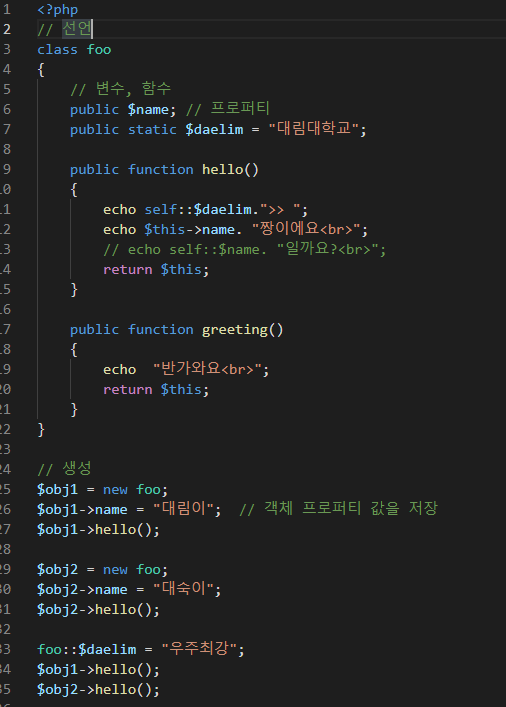 1 <?php
2 // 선언
3 class foo
4 {
5 // 변수, 함수
6 public $name; // 프로퍼티
7 public static $daelim = "대림대학교";
8
9 public function hello()
10 {
11 echo self::$daelim.">> ";
12 echo $this->name. "짱이에요<br>";
13 // echo self::$name. "일까요?<br>";
14 return $this;
15 }
16
17 public function greeting()
18 {
19 echo  "반가와요<br>";
20 return $this;
21 }
22 }
23
24 // 생성
25 $obj1 = new foo;
26 $obj1->name = "대림이";  // 객체 프로퍼티 값을 저장
27 $obj1->hello();
28
29 $obj2 = new foo;
30 $obj2->name = "대숙이";
31 $obj2->hello();
32
33 foo::$daelim = "우주최강";
34 $obj1->hello();
35 $obj2->hello();